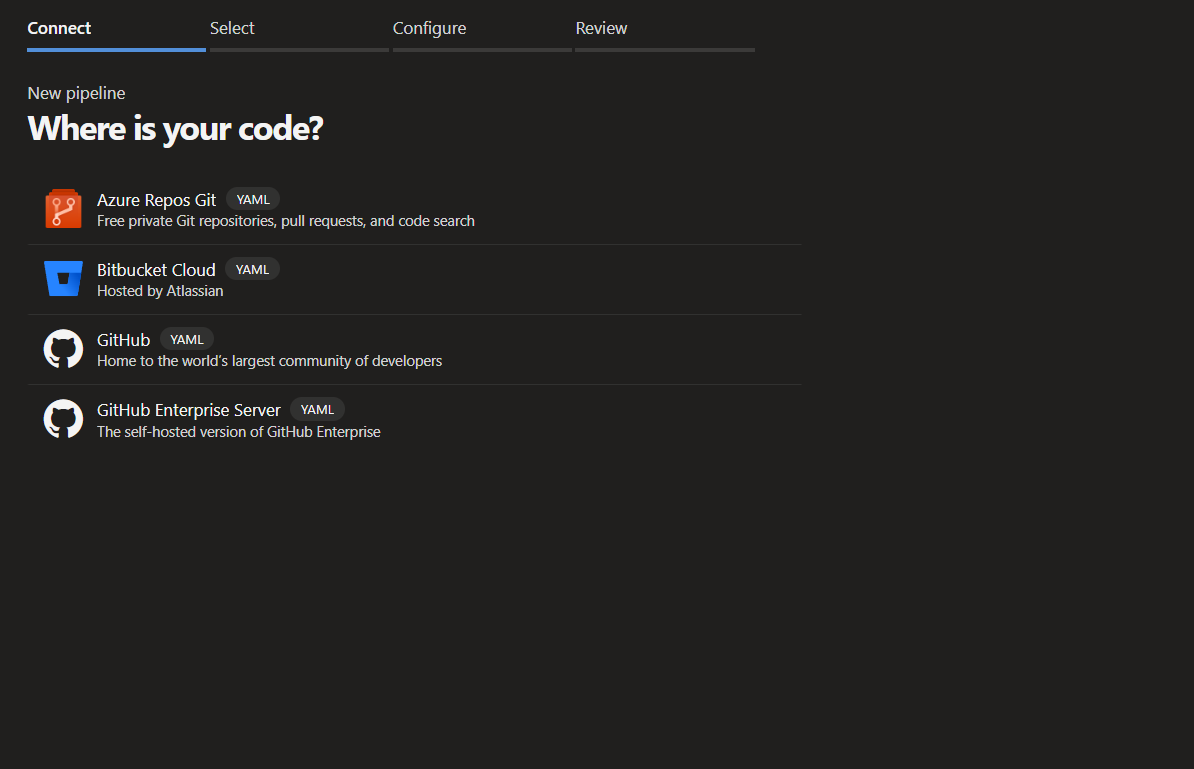 Connect Select Configure Review
New pipeline
Where is your code?
Azure Repos Git YAML
Free private Git repositories, pull requests, and code search
Bitbucket Cloud YAML
Hosted by Atlassian
GitHub YAML
Home to the world’s largest community of developers
GitHub Enterprise Server YAML
The self-hosted version of GitHub Enterprise